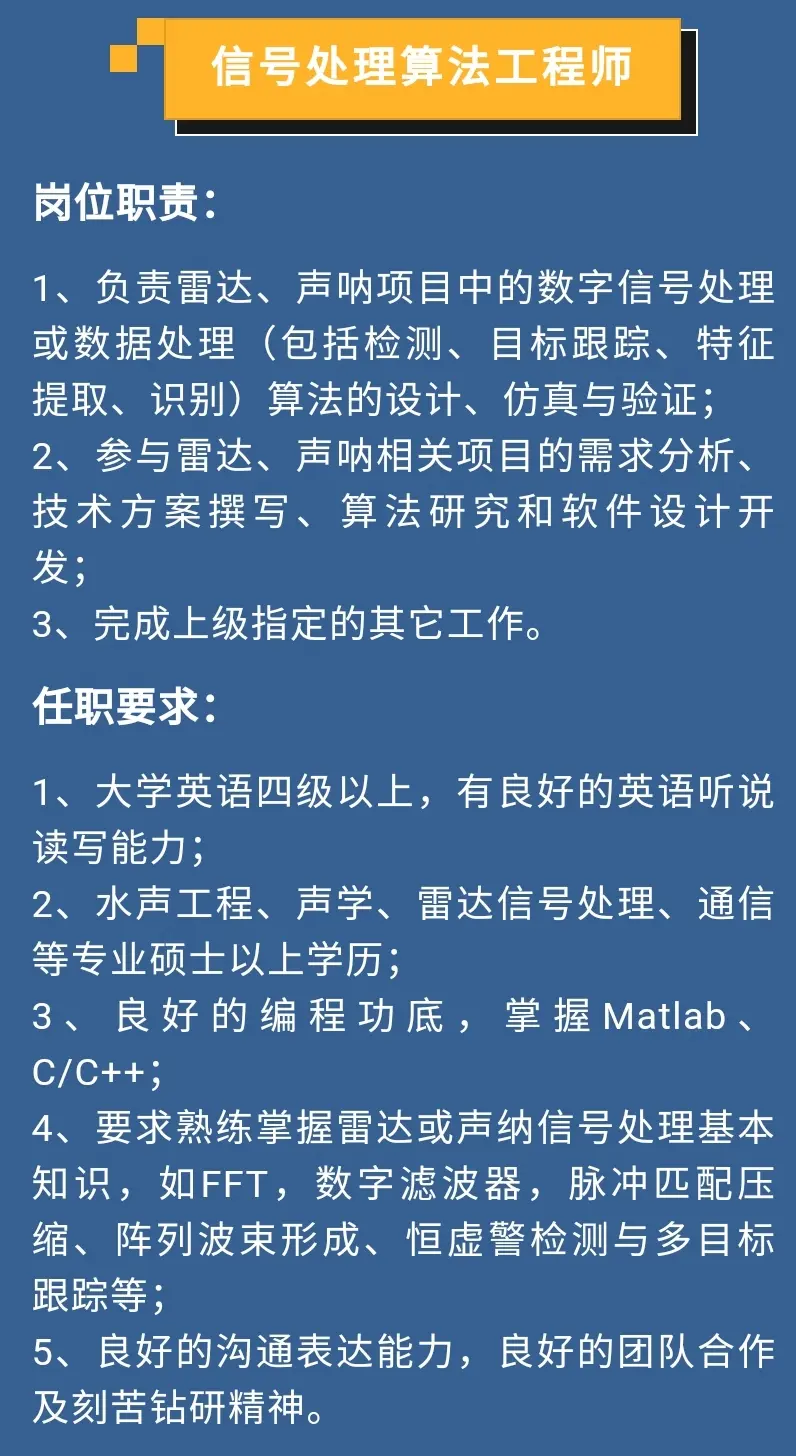 信号处理算法工程师
岗位职责：
1、负责雷达、声呐项目中的数字信号处理
或数据处理（包括检测、目标跟踪、特征
提取、识别）算法的设计、仿真与验证；
2、参与雷达、声呐相关项目的需求分析、
技术方案撰写、算法研究和软件设计开
发；
3、完成上级指定的其它工作。
任职要求：
1、大学英语四级以上，有良好的英语听说
读写能力；
2、水声工程、声学、雷达信号处理、通信
等专业硕士以上学历；
3、良好的编程功底，掌握Matlab、
C/C++；
4、要求熟练掌握雷达或声纳信号处理基本
知识，如FFT，数字滤波器，脉冲匹配压
缩、阵列波束形成、恒虚警检测与多目标
跟踪等；
5、良好的沟通表达能力，良好的团队合作
及刻苦钻研精神。